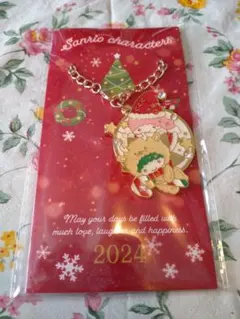 Sanrio characters
May your days be filled with
much love, laughter and happiness.
2024